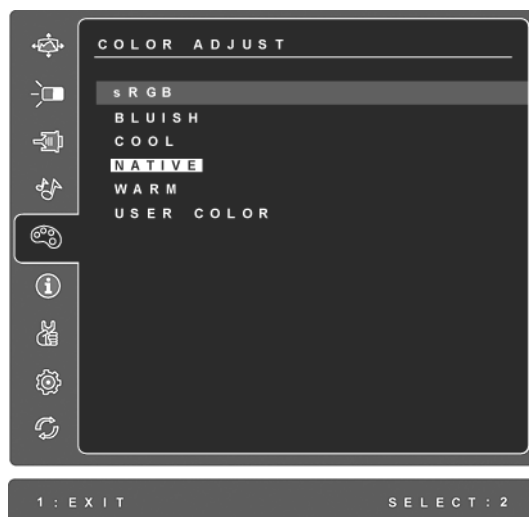 COLOR ADJUST
sRGB
BLUISH
COOL
NATIVE
WARM
USER COLOR
1:EXIT SELECT:2